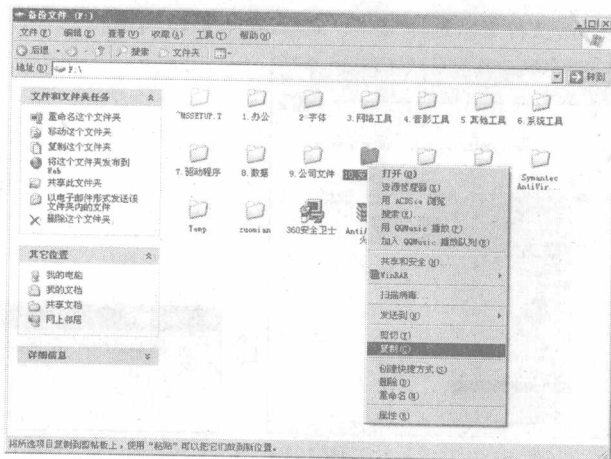 备份文件 (F:)
文件(F) 编辑(E) 查看(V) 收藏(A) 工具(T) 帮助(H)
后退 搜索 文件夹
地址(D) F:\ 转到
文件和文件夹任务
重命名这个文件夹
移动这个文件夹
复制这个文件夹
将这个文件夹发布到
Web
共享此文件夹
以电子邮件形式发送该
文件夹内的文件
删除这个文件夹
其它位置
我的电脑
我的文档
共享文档
网上邻居
详细信息
~MSSETUP.T 1.办公 2 字体 3.网络工具 4.音影工具 5 其他工具 6.系统工具
7.驱动程序 8.数据 9.公司文件 Symantec
AntiVir...
Temp zuomian 360安全卫士
打开(O)
资源管理器(X)
用 ACDSee 浏览
搜索(E)...
用 QQMusic 播放(P)
加入 QQMusic 播放队列(E)
共享和安全(H)...
WinRAR
扫描病毒...
发送到(N)
剪切(T)
复制(C)
创建快捷方式(S)
删除(D)
重命名(M)
属性(R)
将所选项目复制到剪帖板上，使用“粘贴”可以把它们放到新位置。